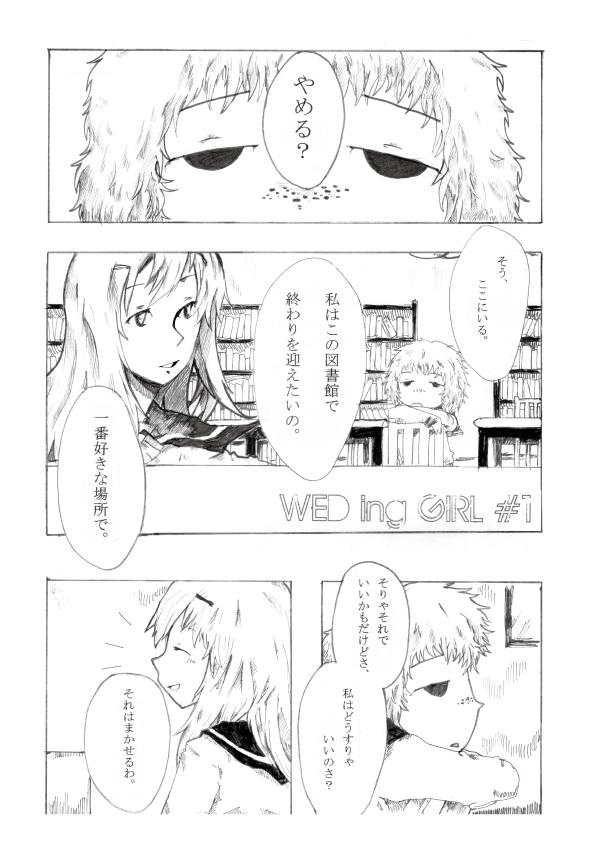 やめる?
そう、
ここにいる。
私はこの図書館で
終わりを迎えたいの。
一番好きな場所で。
WED ing GIRL #1
そりゃそれで
いいかもだけどさ、
私はどうすりゃ
いいのさ?
それはまかせるわ。